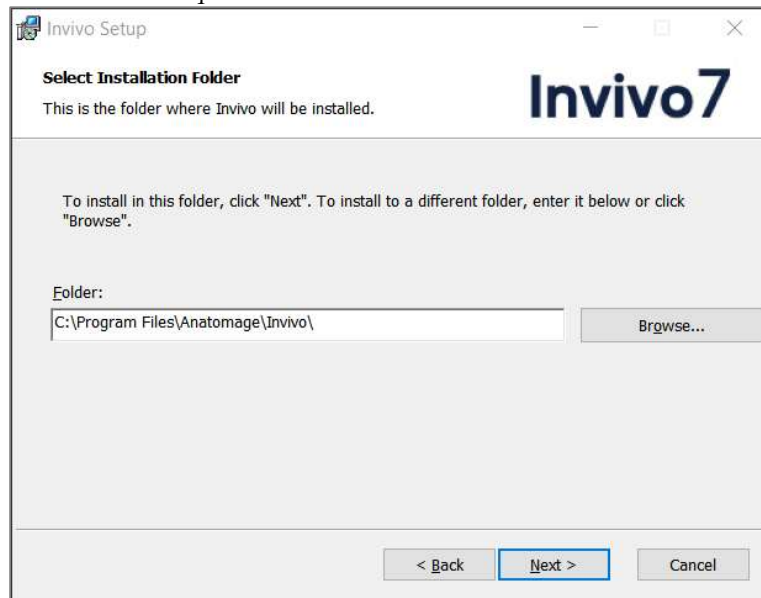 Invivo Setup
Select Installation Folder
This is the folder where Invivo will be installed.
Invivo7
To install in this folder, click "Next". To install to a different folder, enter it below or click
"Browse".
Folder:
C:\Program Files\Anatomage\Invivo\
Browse...
< Back
Next >
Cancel